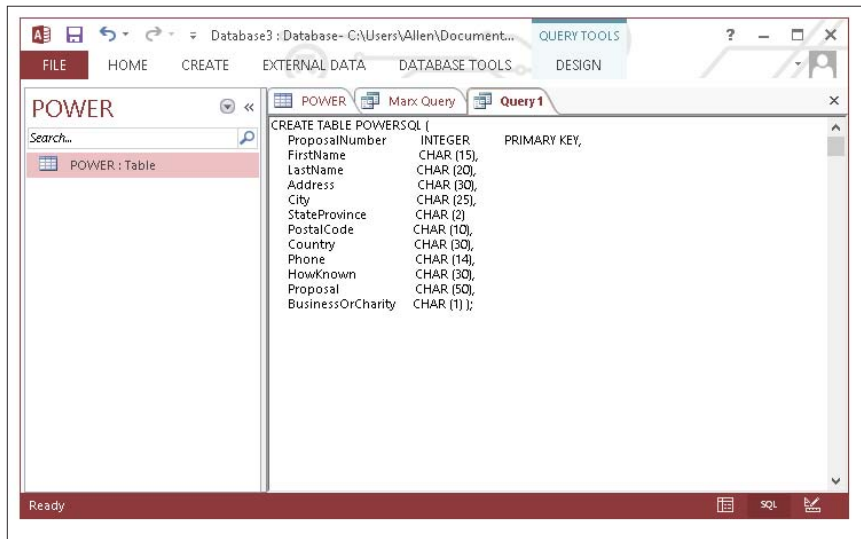 Database3 : Database- C:\Users\Allen\Document... QUERY TOOLS ?
FILE HOME CREATE EXTERNAL DATA DATABASE TOOLS DESIGN
POWER «
POWER Marx Query Query1
Search...
POWER : Table
CREATE TABLE POWERSQL (
ProposalNumber INTEGER PRIMARY KEY,
FirstName CHAR (15),
LastName CHAR (20),
Address CHAR (30),
City CHAR (25),
StateProvince CHAR (2)
PostalCode CHAR (10),
Country CHAR (30),
Phone CHAR (14),
HowKnown CHAR (30),
Proposal CHAR (50),
BusinessOrCharity CHAR (1) );
Ready SQL